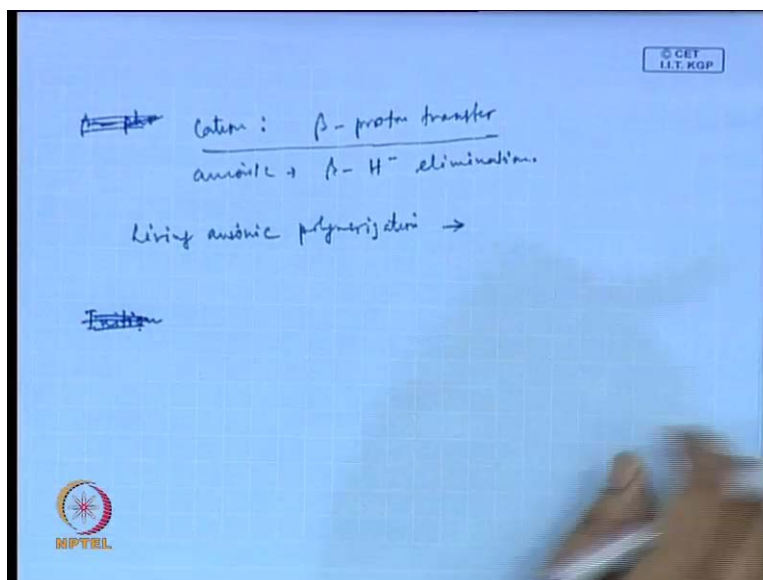 © CET
I.I.T. KGP
Cation : β - proton transfer
anionic → β - H⁻ elimination.
Living anionic polymerization →
NPTEL